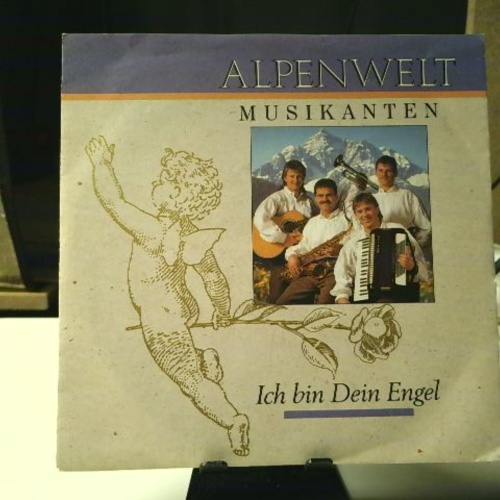 ALPENWELT
MUSIKANTEN
Ich bin Dein Engel